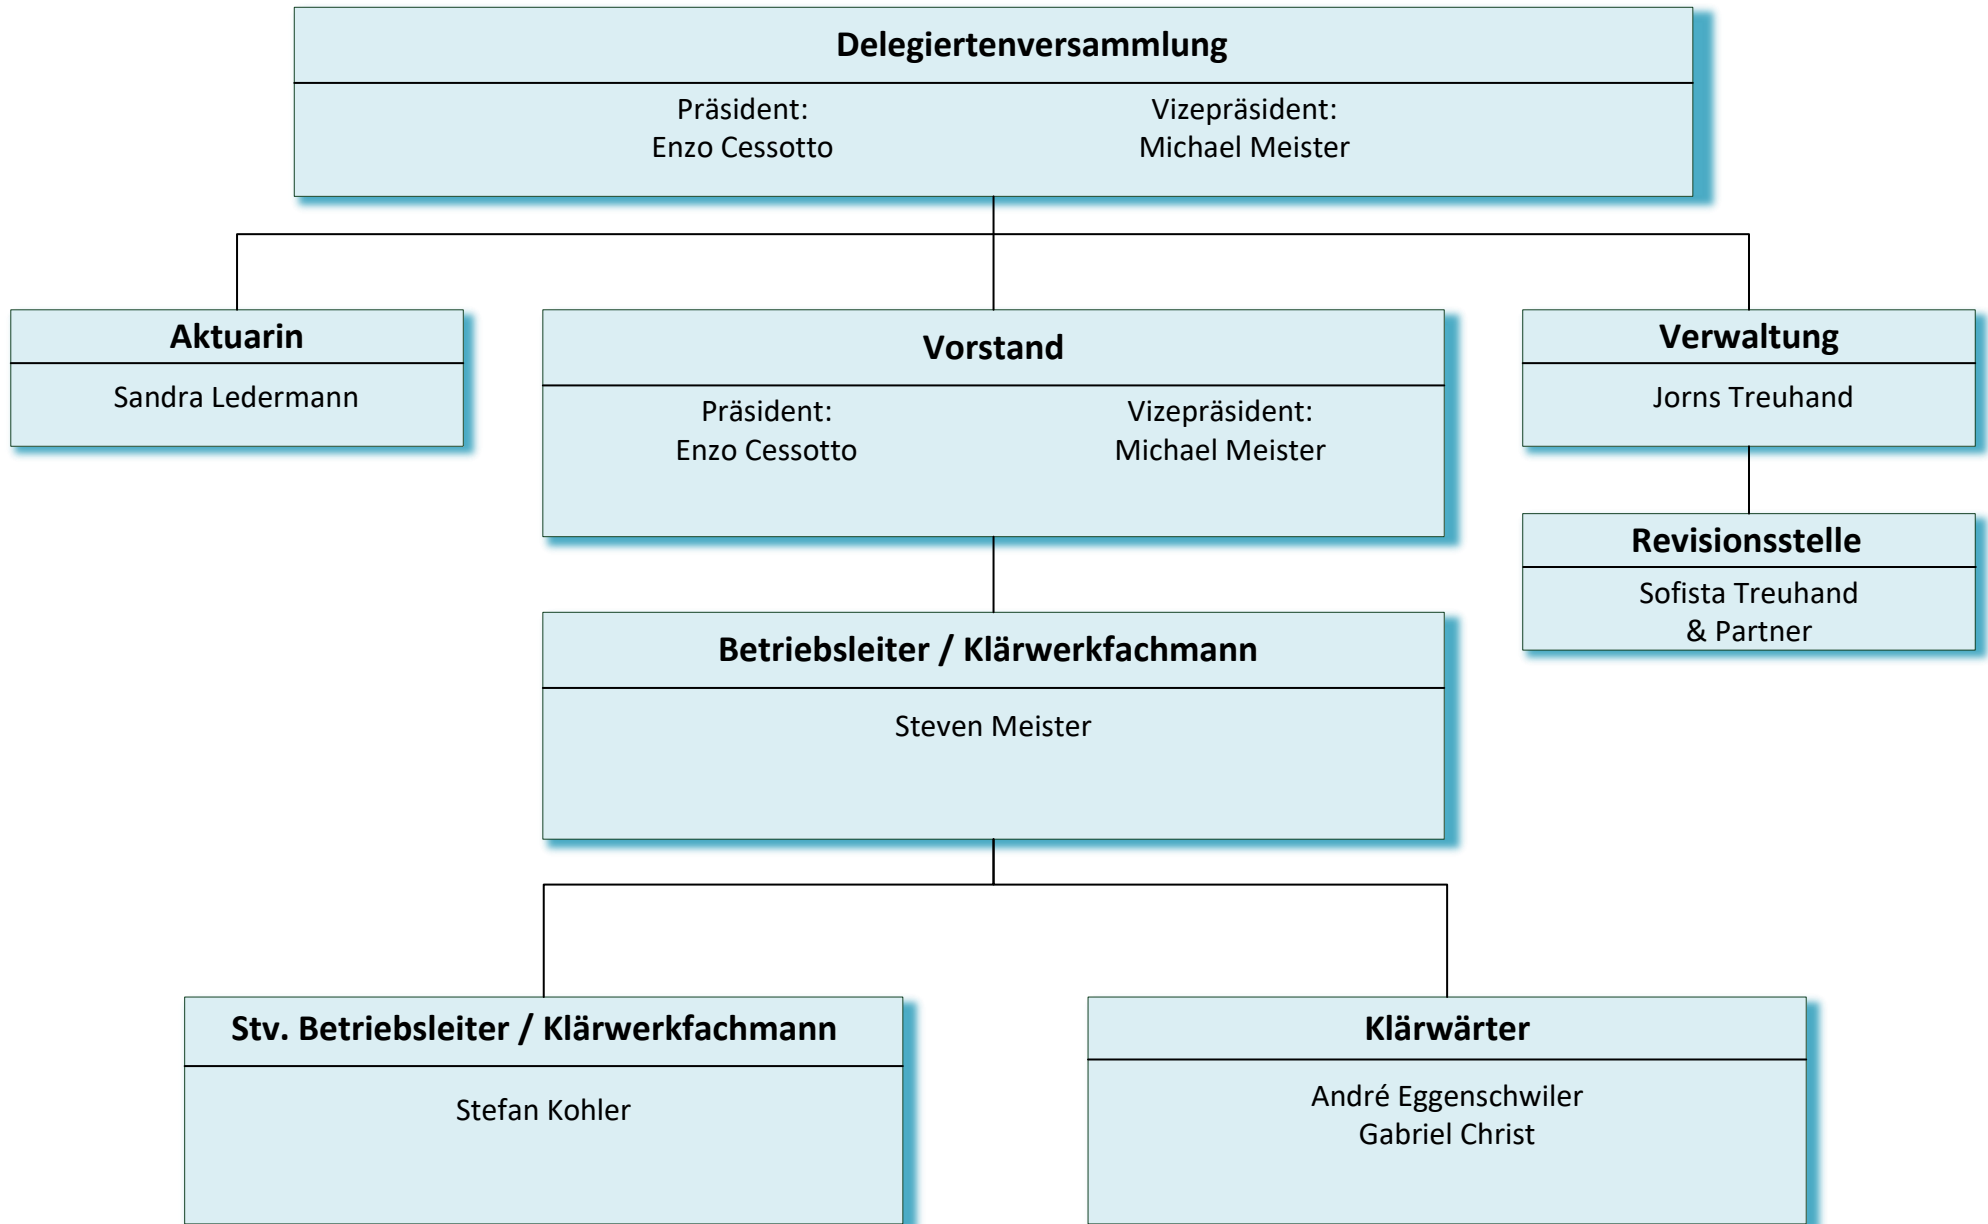 Delegiertenversammlung
Präsident:
Enzo Cessotto
Vizepräsident:
Michael Meister
Aktuarin
Sandra Ledermann
Vorstand
Präsident:
Enzo Cessotto
Vizepräsident:
Michael Meister
Verwaltung
Jorns Treuhand
Revisionsstelle
Sofista Treuhand
& Partner
Betriebsleiter / Klärwerkfachmann
Steven Meister
Stv. Betriebsleiter / Klärwerkfachmann
Stefan Kohler
Klärwärter
André Eggenschwiler
Gabriel Christ